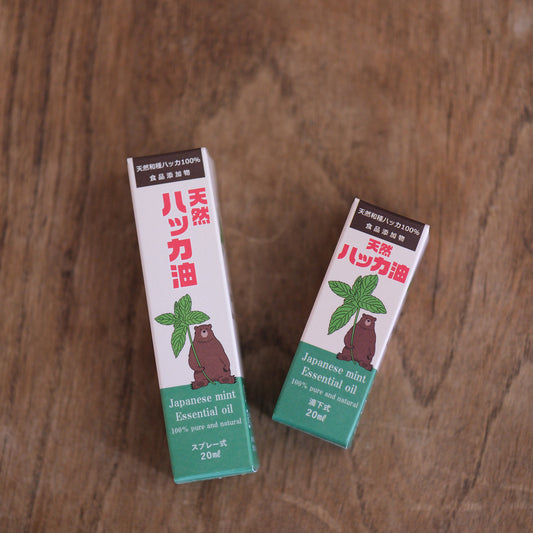 天然和種ハッカ100%
食品添加物
天然
ハッカ油
Japanese mint
Essential oil
100% pure and natural
スプレー式
20mℓ
天然和種ハッカ100%
食品添加物
天然
ハッカ油
Japanese mint
Essential oil
100% pure and natural
滴下式
20mℓ